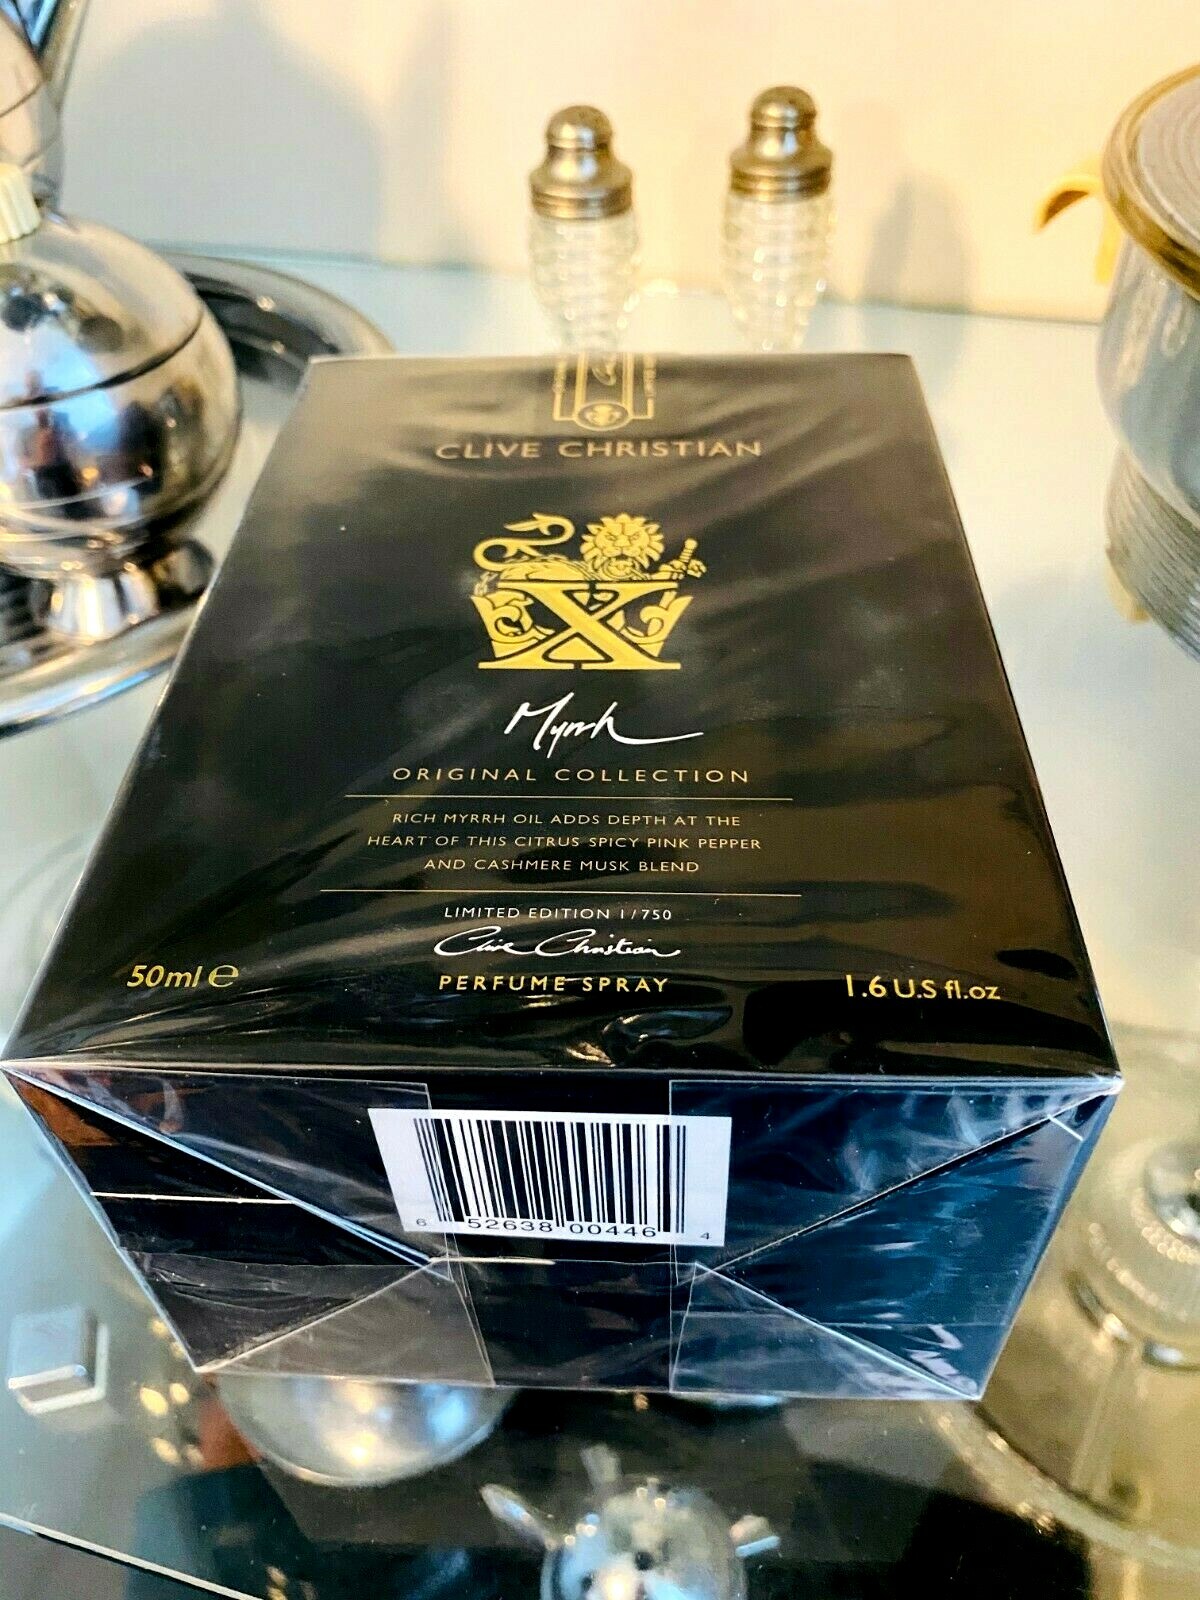 CLIVE CHRISTIAN
X
Myrrh
ORIGINAL COLLECTION
RICH MYRRH OIL ADDS DEPTH AT THE
HEART OF THIS CITRUS SPICY PINK PEPPER
AND CASHMERE MUSK BLEND
LIMITED EDITION 1/750
Clive Christian
50ml ℮ PERFUME SPRAY 1.6 U.S fl.oz
6 52638 00446 4